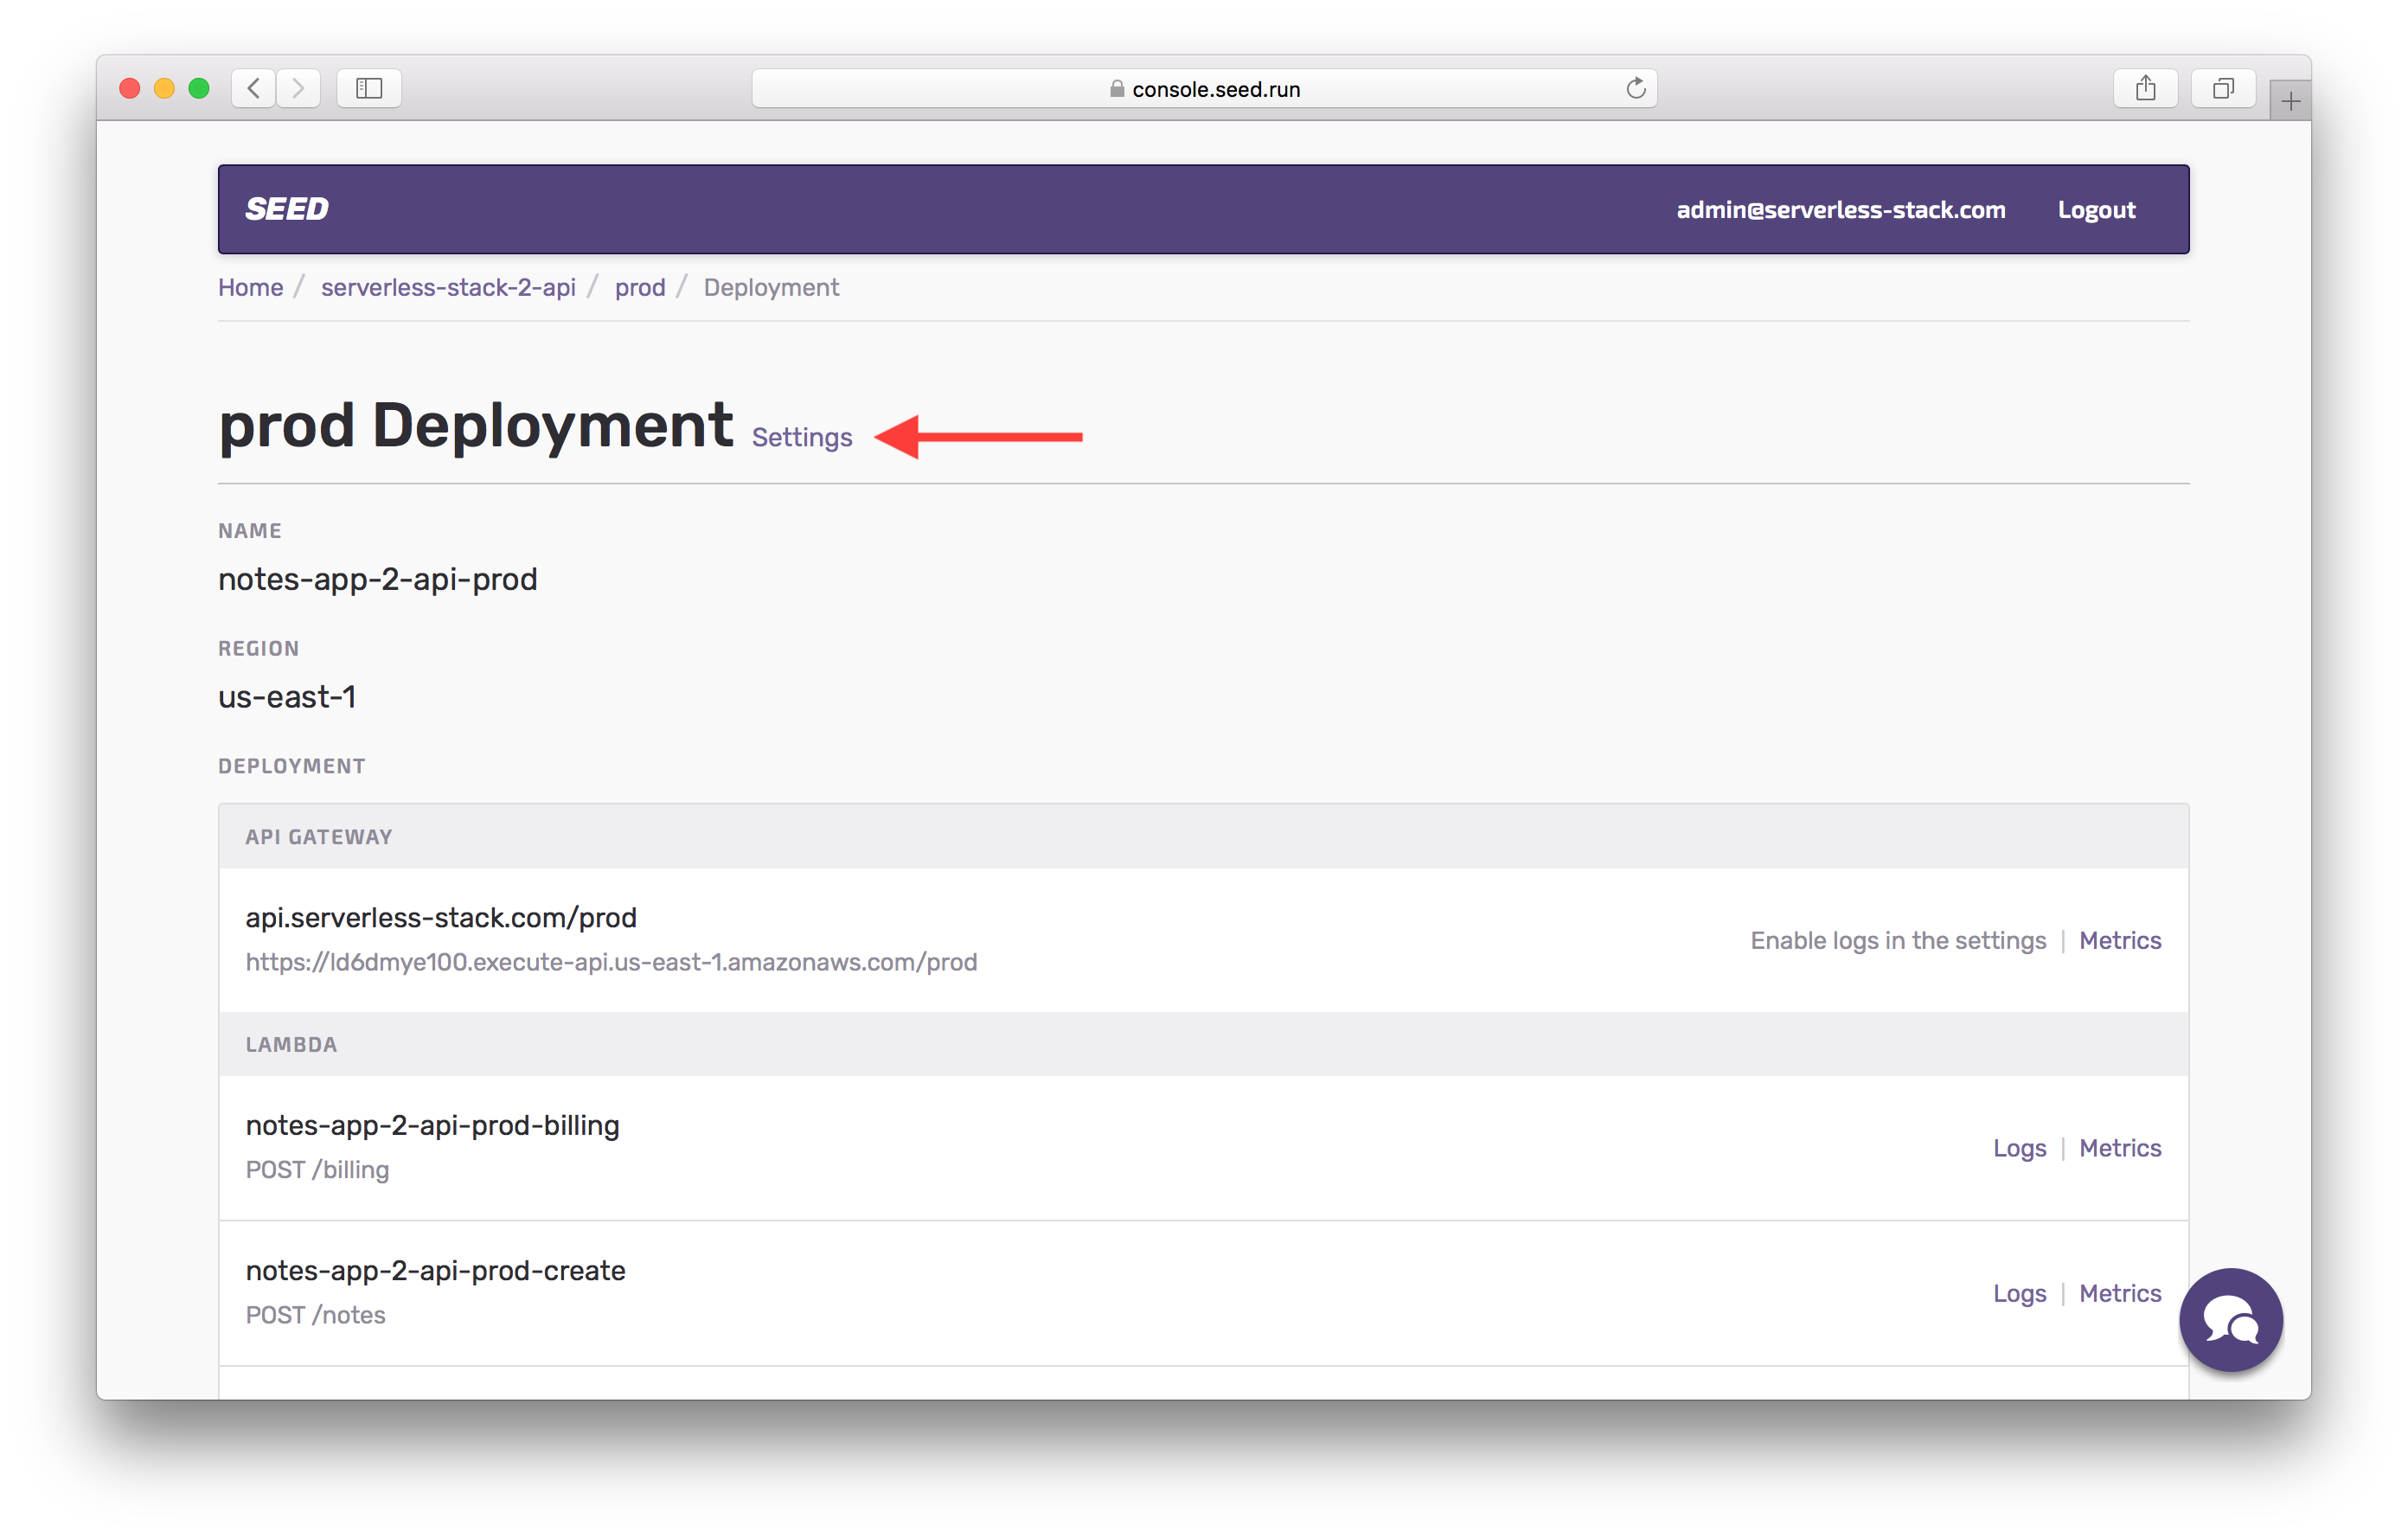 console.seed.run
SEED
admin@serverless-stack.com Logout
Home / serverless-stack-2-api / prod / Deployment
prod Deployment Settings
NAME
notes-app-2-api-prod
REGION
us-east-1
DEPLOYMENT
API GATEWAY
api.serverless-stack.com/prod
https://ld6dmye100.execute-api.us-east-1.amazonaws.com/prod
Enable logs in the settings | Metrics
LAMBDA
notes-app-2-api-prod-billing
POST /billing
Logs | Metrics
notes-app-2-api-prod-create
POST /notes
Logs | Metrics